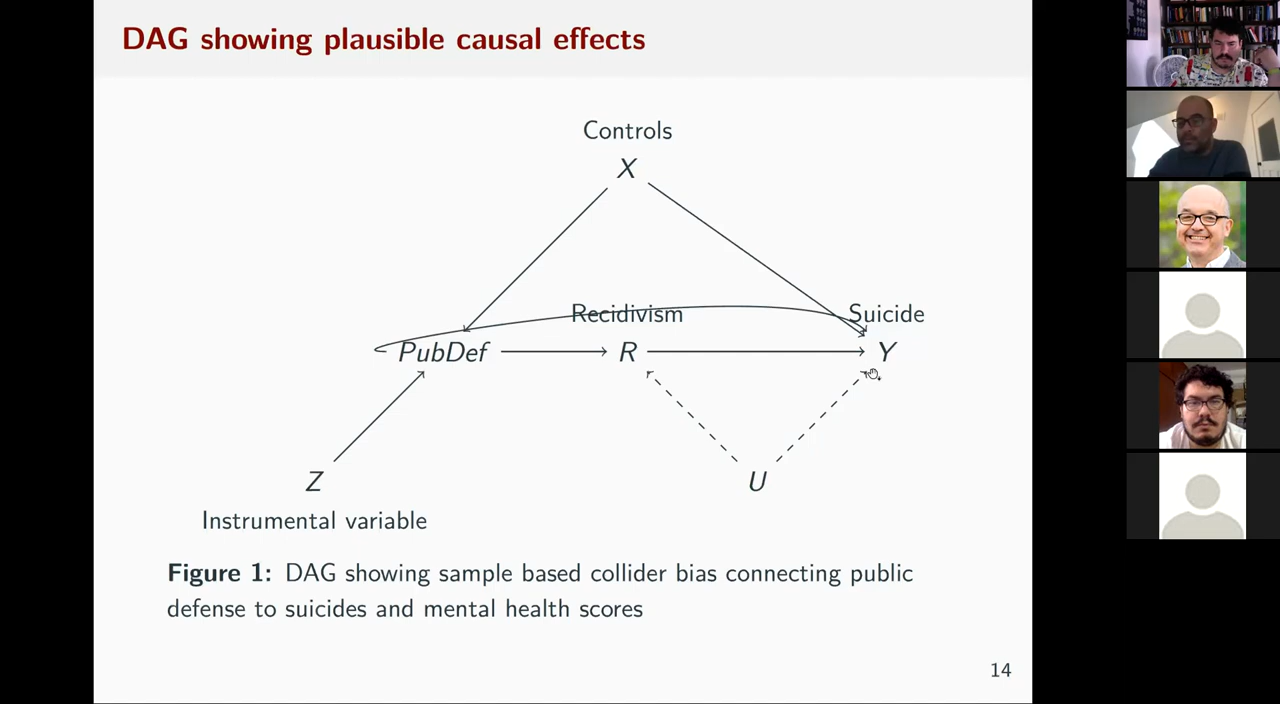 DAG showing plausible causal effects
Controls
X
Recidivism
Suicide
PubDef
R
Y
Z
U
Instrumental variable
Figure 1: DAG showing sample based collider bias connecting public
defense to suicides and mental health scores
14